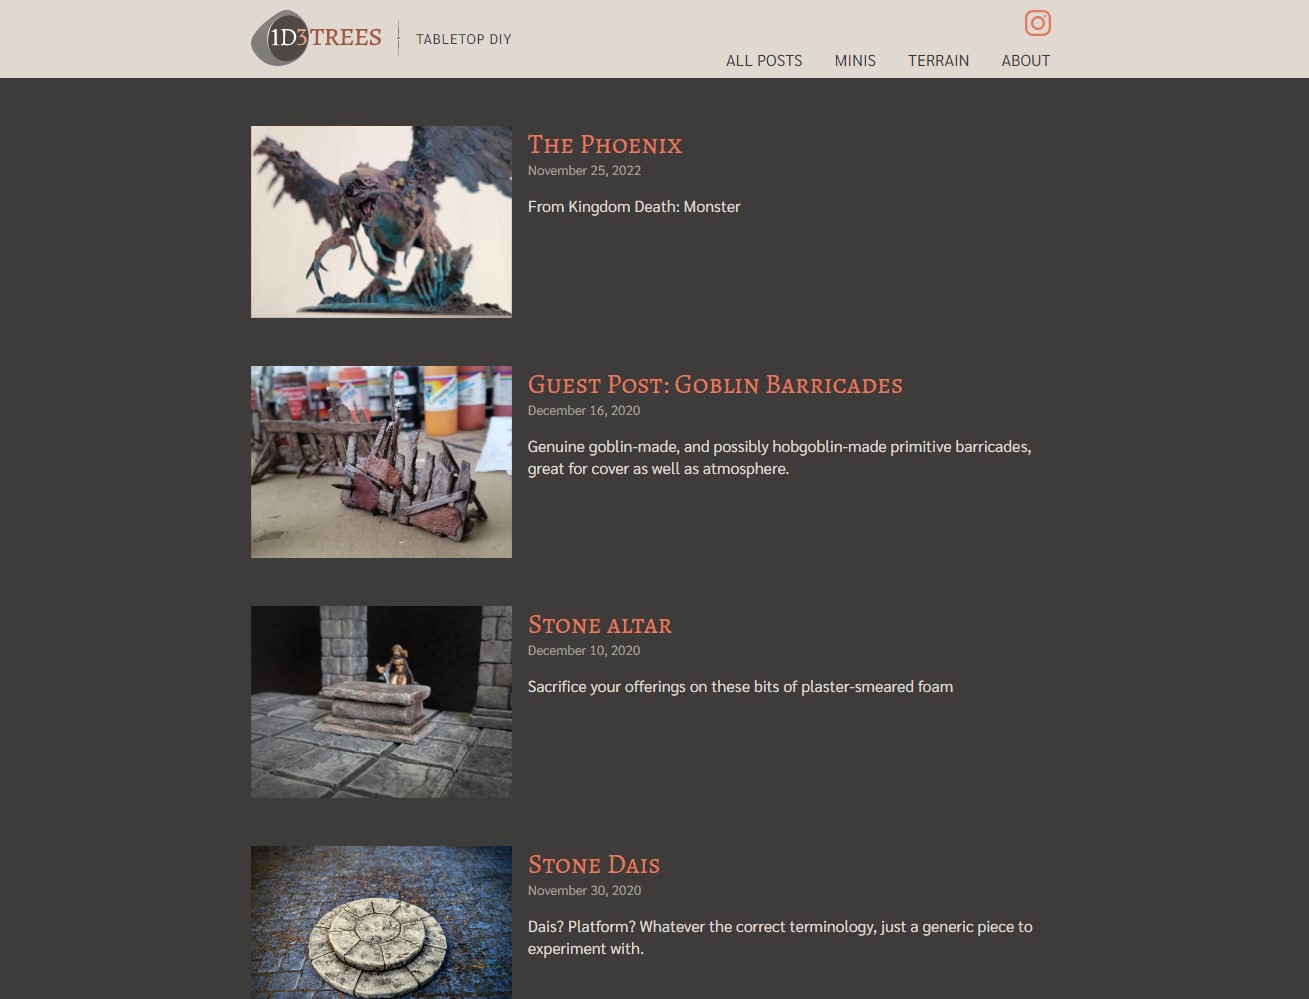 1D3TREES
TABLETOP DIY
ALL POSTS
MINIS
TERRAIN
ABOUT
The Phoenix
November 25, 2022
From Kingdom Death: Monster
Guest Post: Goblin Barricades
December 16, 2020
Genuine goblin-made, and possibly hobgoblin-made primitive barricades,
great for cover as well as atmosphere.
Stone altar
December 10, 2020
Sacrifice your offerings on these bits of plaster-smeared foam
Stone Dais
November 30, 2020
Dais? Platform? Whatever the correct terminology, just a generic piece to
experiment with.